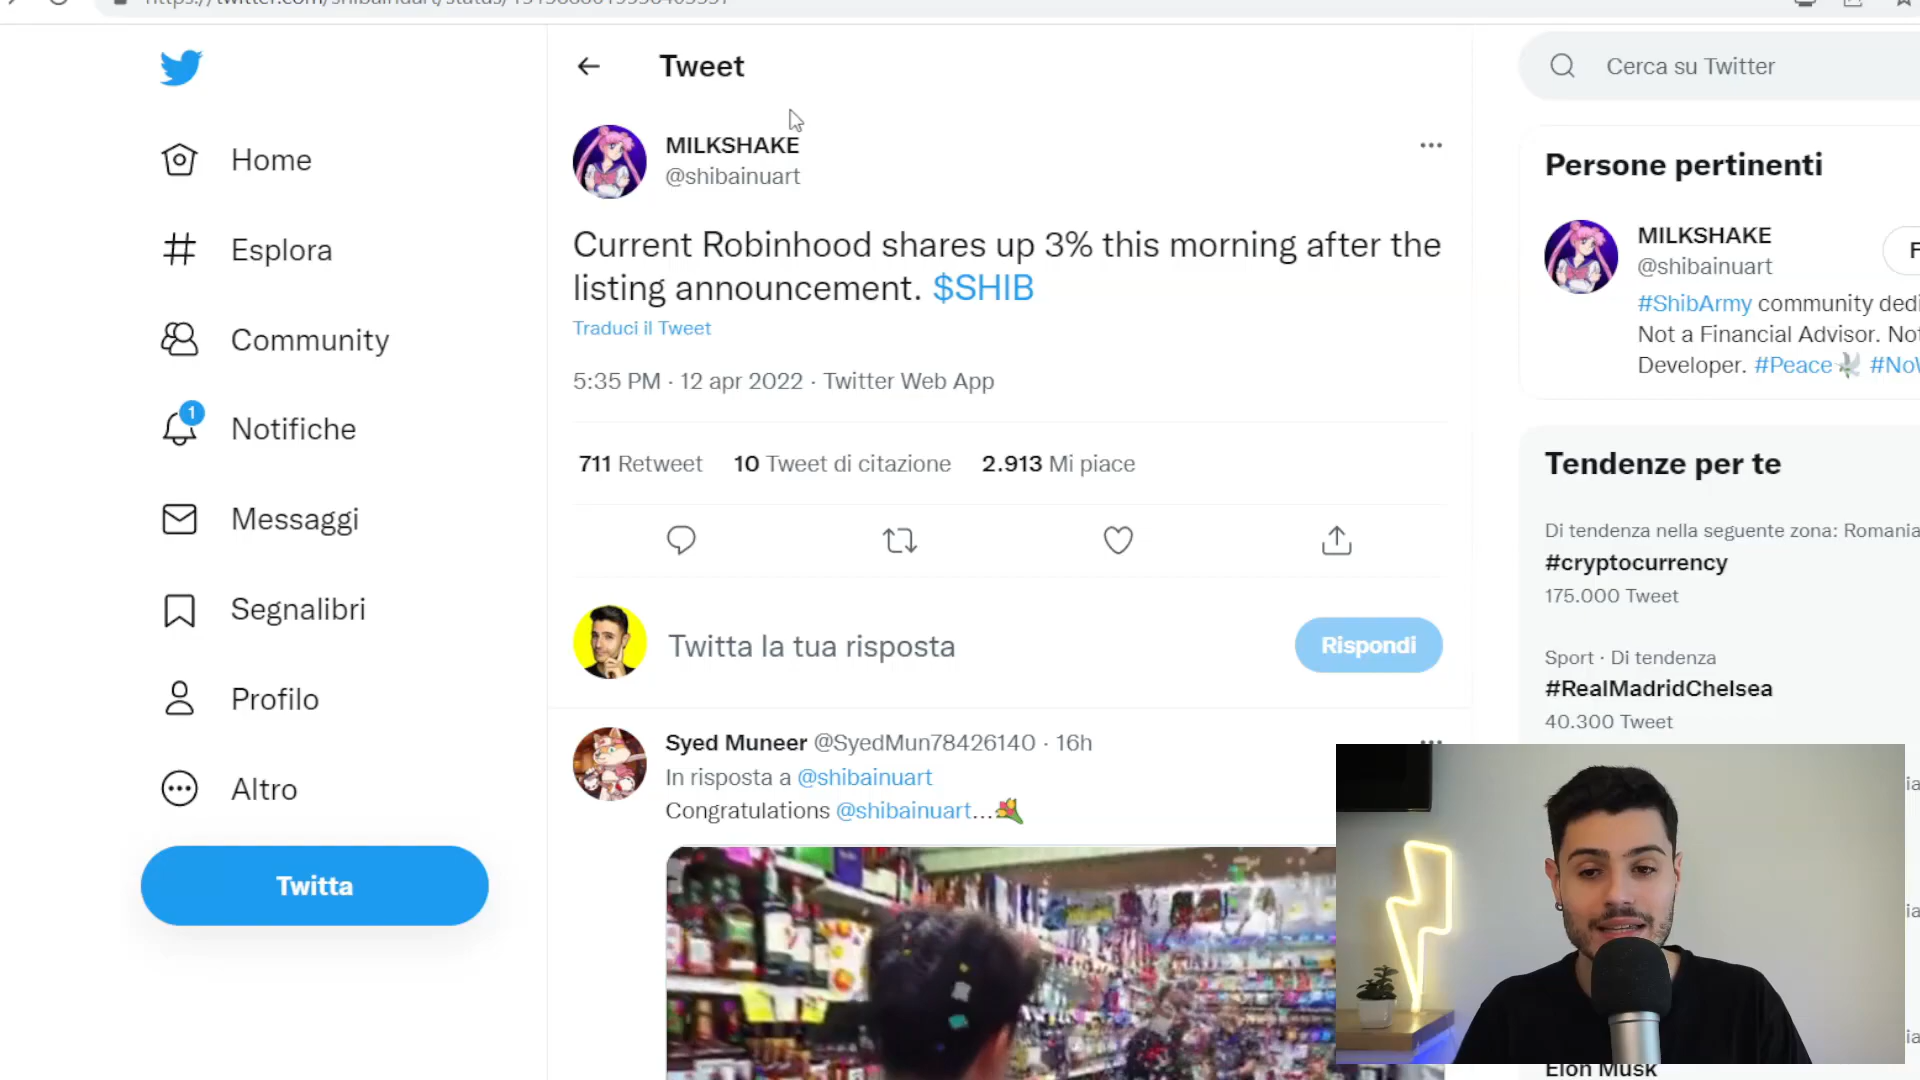 Tweet
Cerca su Twitter
Home
Esplora
Community
1
Notifiche
Messaggi
Segnalibri
Profilo
Altro
Twitta
MILKSHAKE
@shibainuart
Current Robinhood shares up 3% this morning after the
listing announcement. $SHIB
Traduci il Tweet
5:35 PM · 12 apr 2022 · Twitter Web App
711 Retweet 10 Tweet di citazione 2.913 Mi piace
Twitta la tua risposta
Rispondi
Syed Muneer @SyedMun78426140 · 16h
In risposta a @shibainuart
Congratulations @shibainuart...💐
Persone pertinenti
MILKSHAKE
@shibainuart
F
#ShibArmy community dedi
Not a Financial Advisor. No
Developer. #Peace🕊 #NoW
Tendenze per te
Di tendenza nella seguente zona: Romania
#cryptocurrency
175.000 Tweet
Sport · Di tendenza
#RealMadridChelsea
40.300 Tweet
Elon Musk